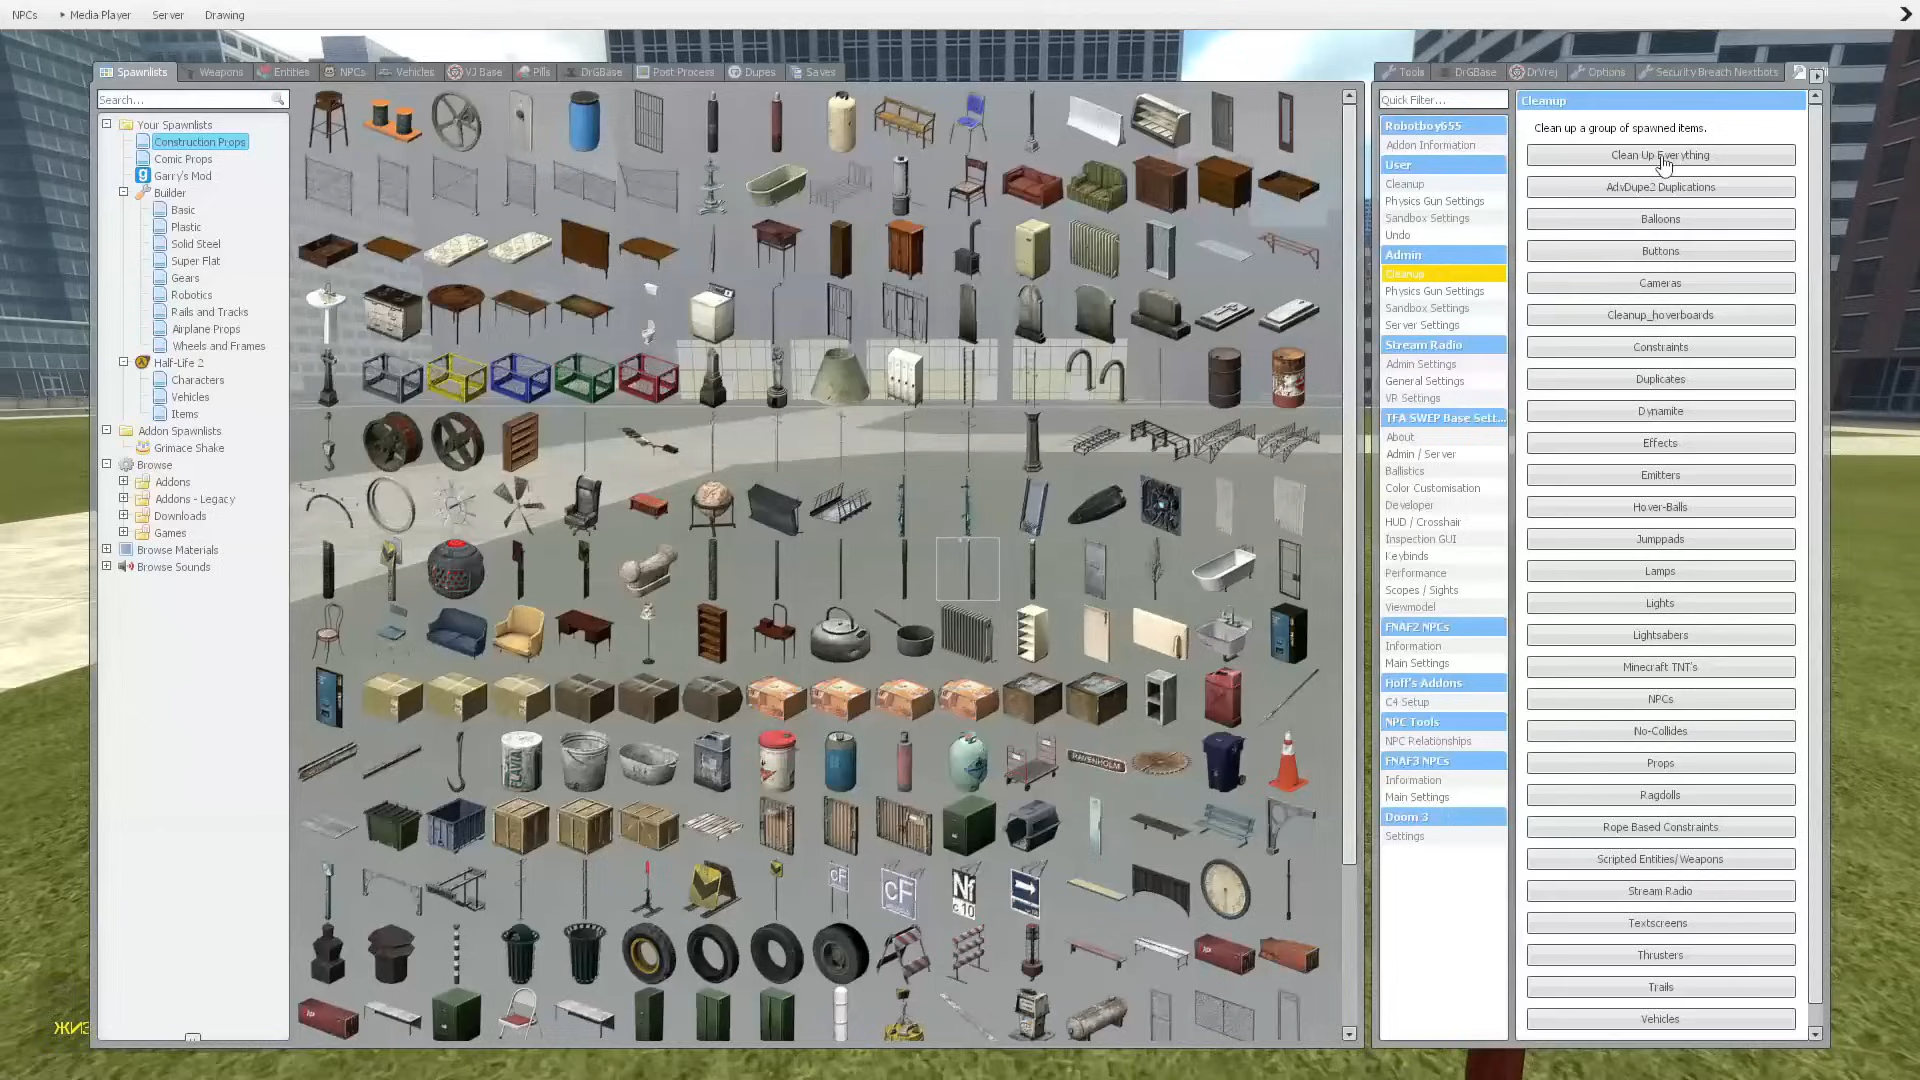 NPCs
Media Player
Server
Drawing
Spawnlists
Weapons
Entities
NPCs
Vehicles
VJ Base
Pills
DrGBase
Post Process
Dupes
Saves
Search...
Your Spawnlists
Construction Props
Comic Props
Garry's Mod
Builder
Basic
Plastic
Solid Steel
Super Flat
Gears
Robotics
Rails and Tracks
Airplane Props
Wheels and Frames
Half-Life 2
Characters
Vehicles
Items
Addon Spawnlists
Grimace Shake
Browse
Addons
Addons - Legacy
Downloads
Games
Browse Materials
Browse Sounds
RAVENHOLM
cF
cF
Nf
c 10
ЖИЗ
Tools
DrGBase
DrVrej
Options
Security Breach Nextbots
Quick Filter...
Robotboy655
Addon Information
User
Cleanup
Physics Gun Settings
Sandbox Settings
Undo
Admin
Cleanup
Physics Gun Settings
Sandbox Settings
Server Settings
Stream Radio
Admin Settings
General Settings
VR Settings
TFA SWEP Base Sett...
About
Admin / Server
Ballistics
Color Customisation
Developer
HUD / Crosshair
Inspection GUI
Keybinds
Performance
Scopes / Sights
Viewmodel
FNAF2 NPCs
Information
Main Settings
Hoff's Addons
C4 Setup
NPC Tools
NPC Relationships
FNAF3 NPCs
Information
Main Settings
Doom 3
Settings
Cleanup
Clean up a group of spawned items.
Clean Up Everything
AdvDupe2 Duplications
Balloons
Buttons
Cameras
Cleanup_hoverboards
Constraints
Duplicates
Dynamite
Effects
Emitters
Hover-Balls
Jumppads
Lamps
Lights
Lightsabers
Minecraft TNT's
NPCs
No-Collides
Props
Ragdolls
Rope Based Constraints
Scripted Entities/Weapons
Stream Radio
Textscreens
Thrusters
Trails
Vehicles